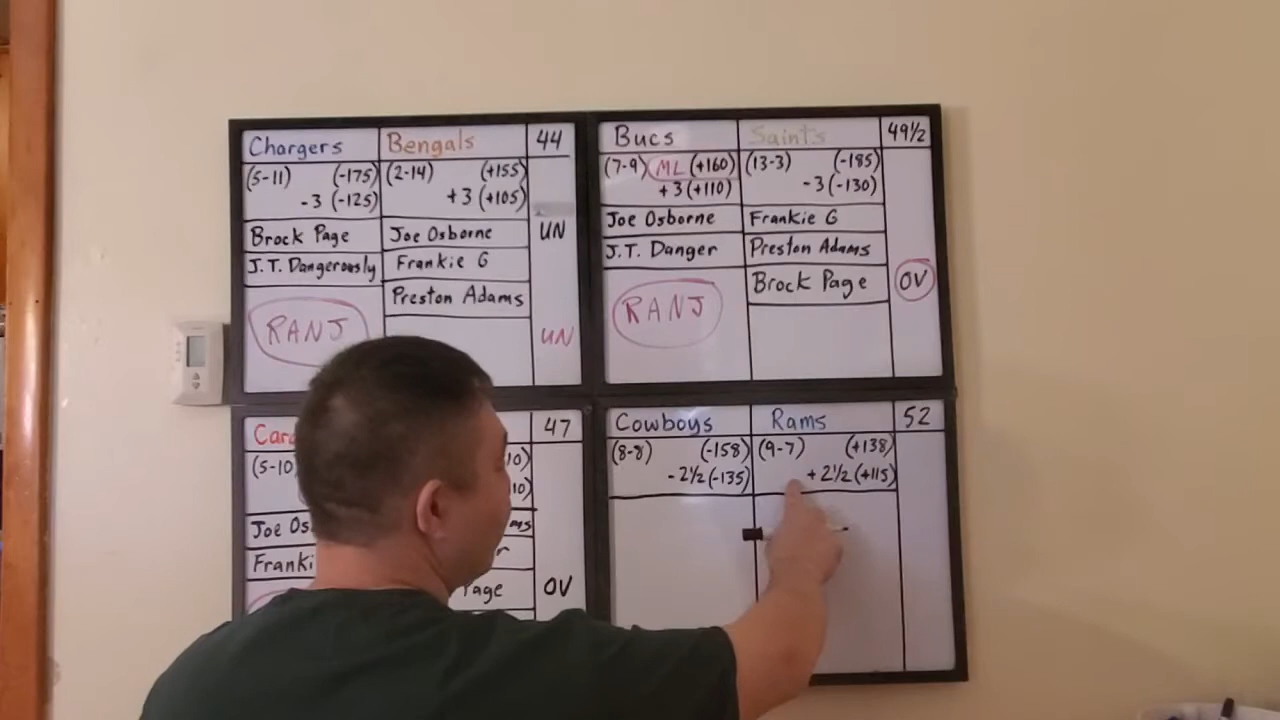 Chargers Bengals 44
(5-11) (-175) (2-14) (+155)
-3 (-125) +3 (+105)
Brock Page Joe Osborne UN
J.T. Dangerously Frankie G
Preston Adams
RANJ UN
Bucs Saints 49½
(7-9) ML (+160) (13-3) (-185)
+3 (+110) -3 (-130)
Joe Osborne Frankie G
J.T. Danger Preston Adams
Brock Page OV
RANJ
47
(5-10)
Joe Os
Franki
OV
Cowboys Rams 52
(8-8) (-158) (9-7) (+138)
-2½ (-135) +2½ (+115)